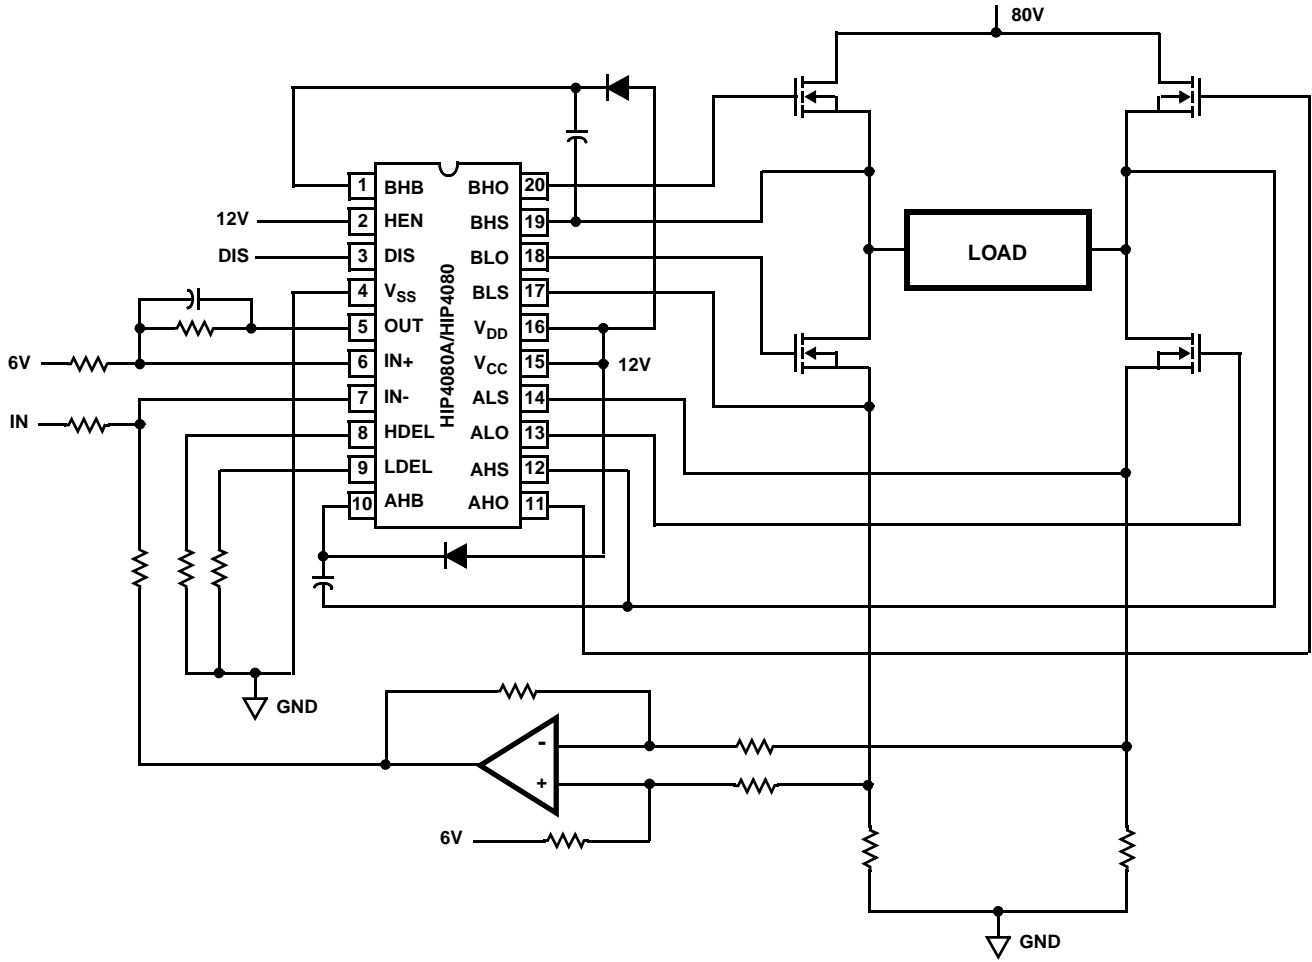 80V
1 BHB BHO 20
12V 2 HEN BHS 19
DIS 3 DIS BLO 18
4 VSS BLS 17
5 OUT VDD 16
6V 6 IN+ VCC 15 12V
IN 7 IN- ALS 14
8 HDEL ALO 13
9 LDEL AHS 12
10 AHB AHO 11
HIP4080A/HIP4080
LOAD
GND
-
+
6V
GND